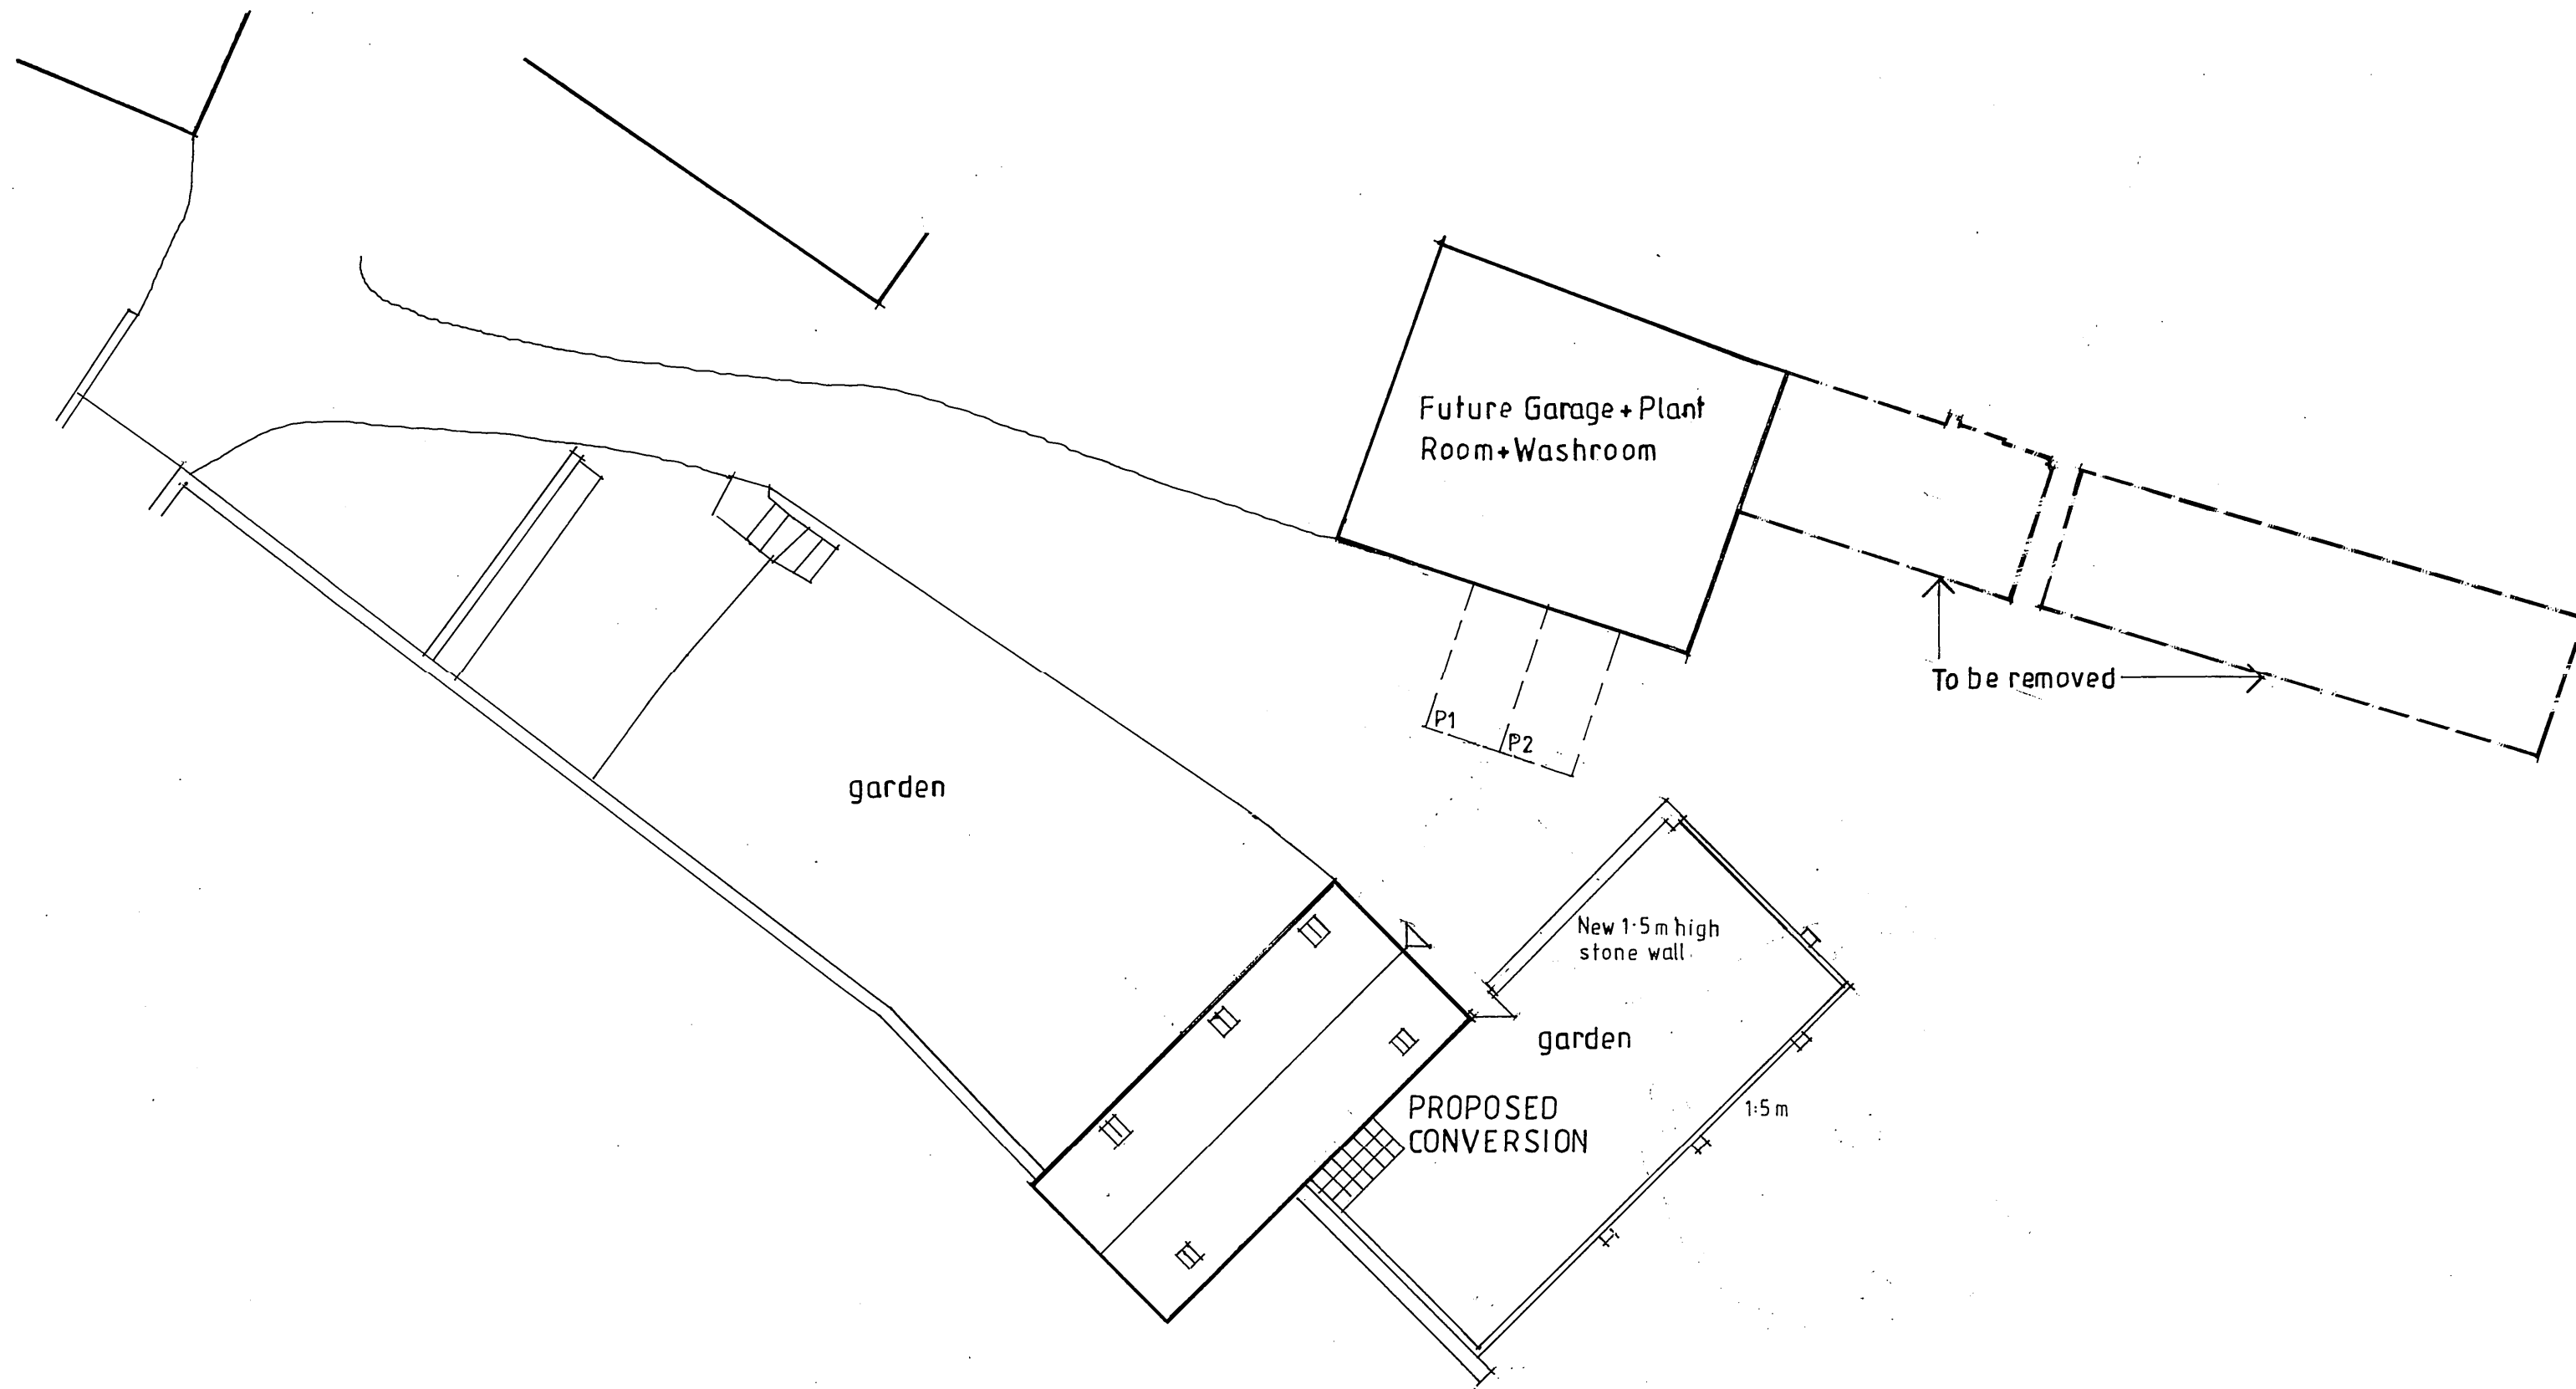 Future Garage + Plant
Room + Washroom
To be removed
P1
P2
garden
New 1·5 m high
stone wall.
garden
PROPOSED
CONVERSION
1:5 m